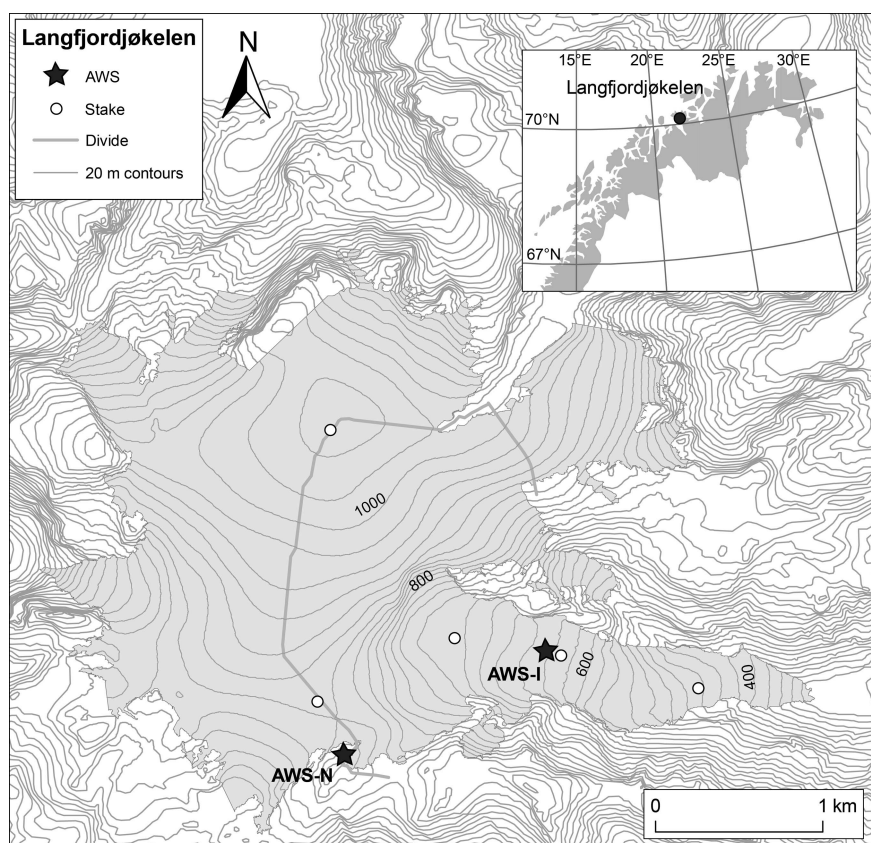 Langfjordjøkelen
AWS
Stake
Divide
20 m contours
N
15°E
20°E
25°E
30°E
Langfjordjøkelen
70°N
67°N
1000
800
600
400
AWS-I
AWS-N
0
1 km